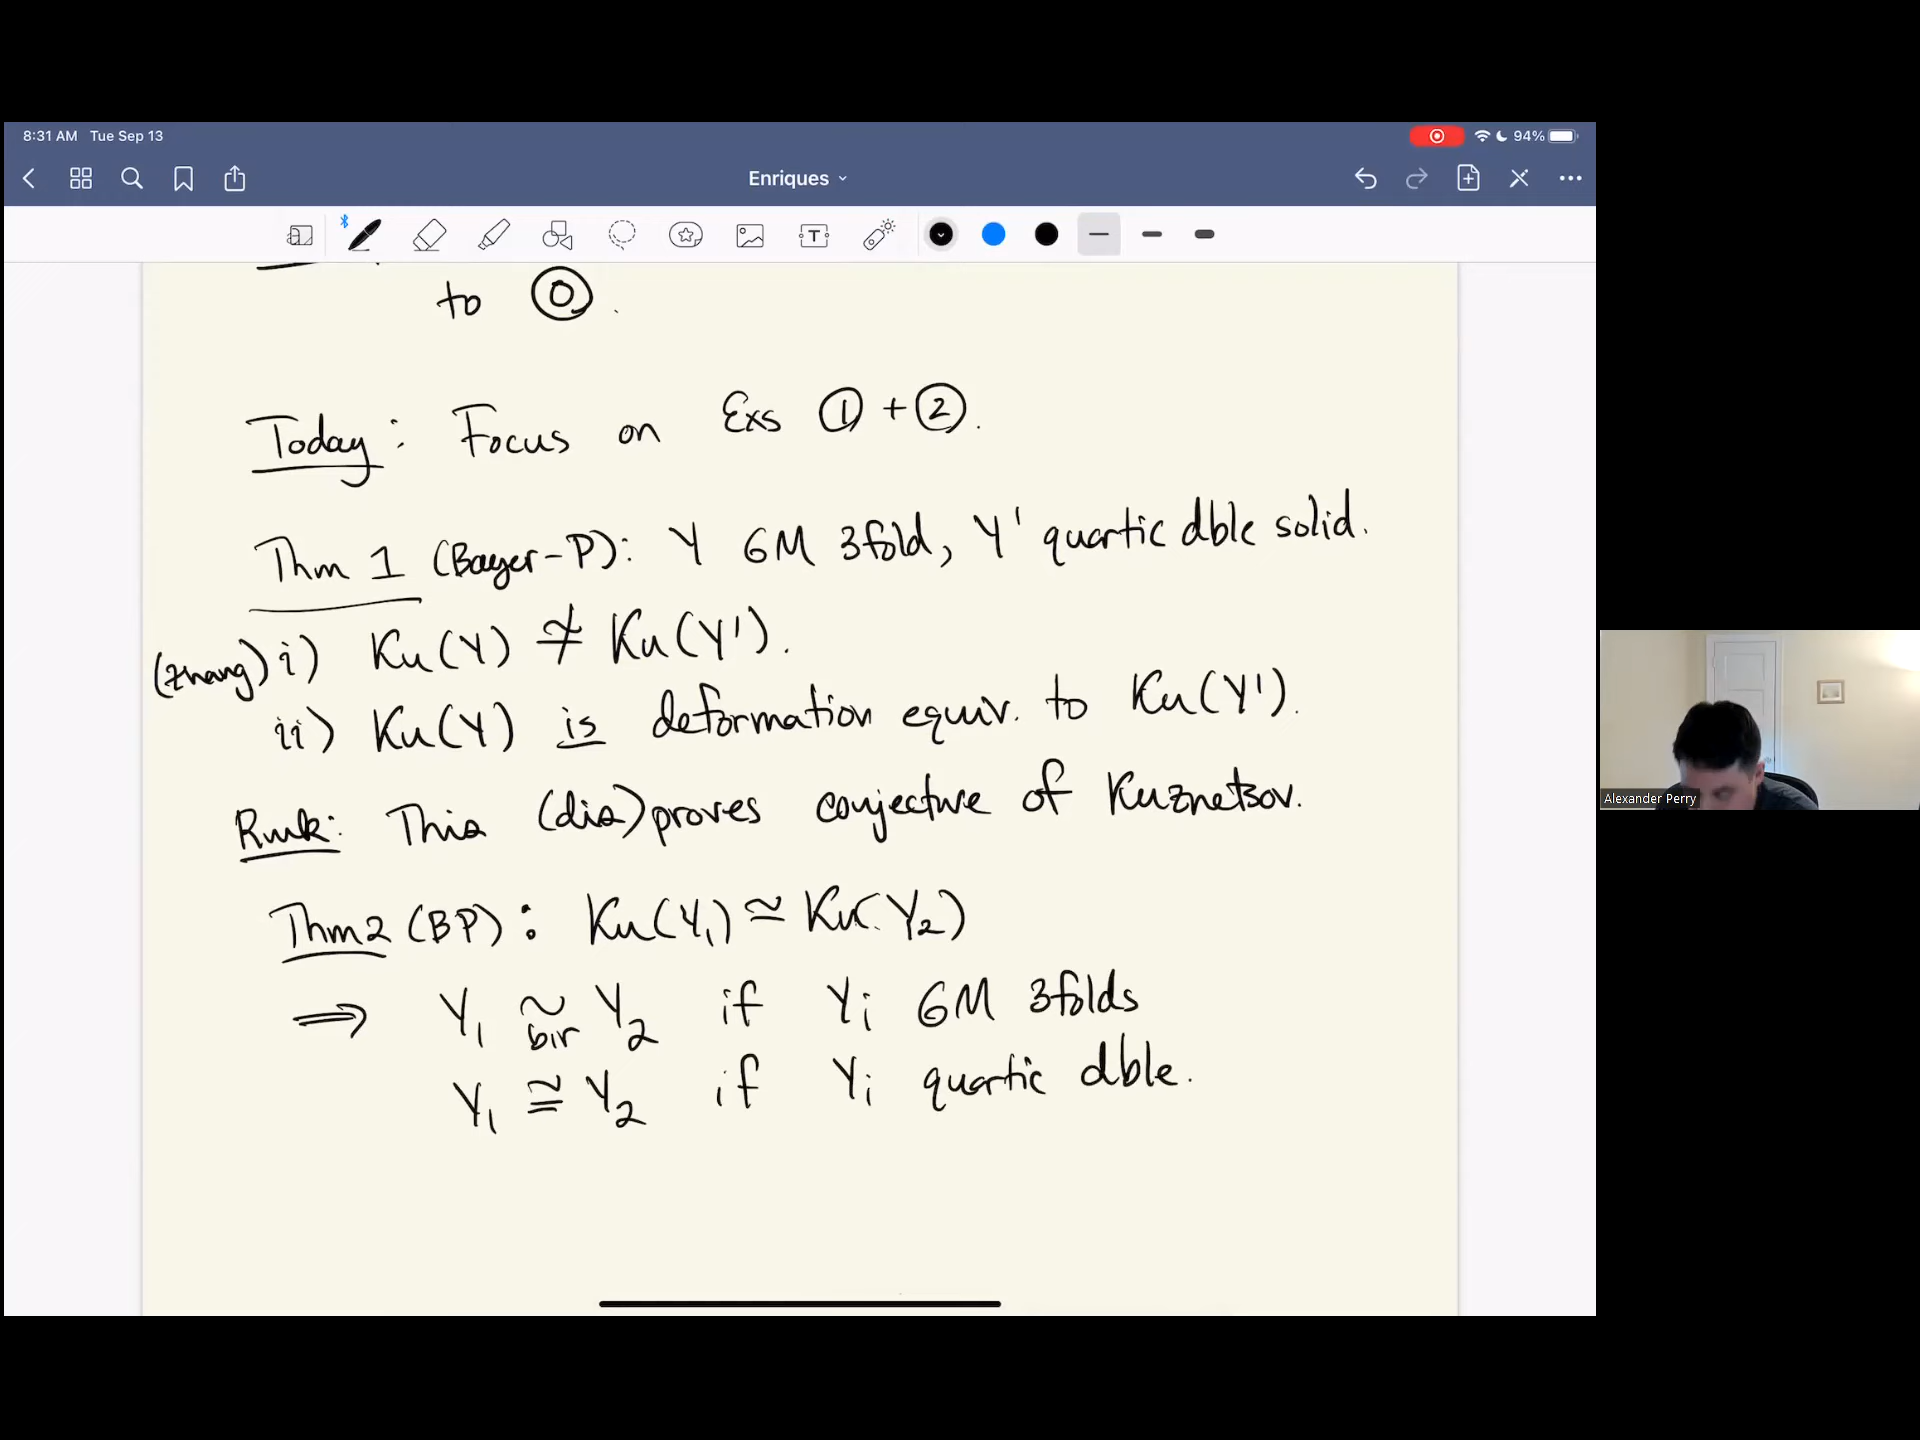 8:31 AM Tue Sep 13
94%
Enriques
to ⓪.
Today: Focus on Exs ① + ②.
Thm 1 (Bayer-P): Y GM 3fold, Y' quartic dble solid.
(Zhang) i) Ku(Y) ≄ Ku(Y').
ii) Ku(Y) is deformation equiv. to Ku(Y').
Rmk: This (dis)proves conjecture of Kuznetsov.
Thm 2 (BP): Ku(Y₁) ≃ Ku(Y₂)
⟹ Y₁ ~bir Y₂ if Yi GM 3folds
Y₁ ≅ Y₂ if Yi quartic dble.
Alexander Perry